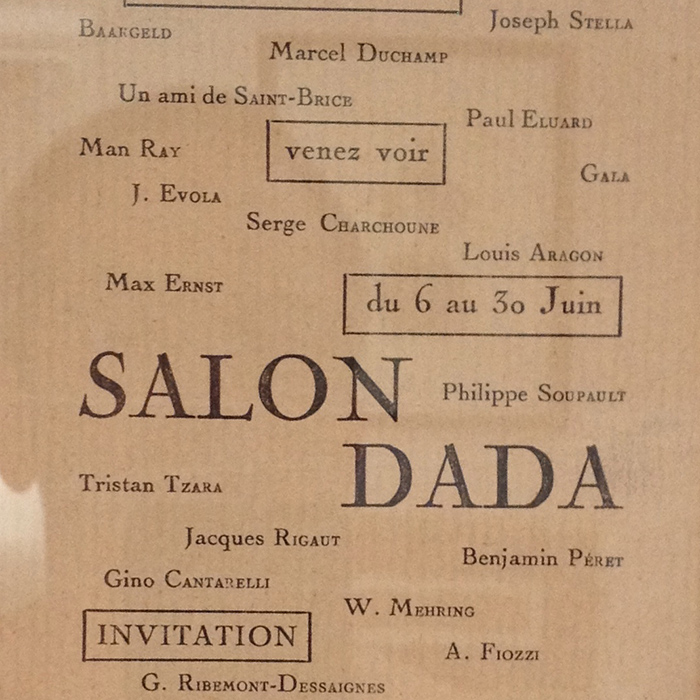 Joseph STELLA
BAARGELD
Marcel DUCHAMP
Un ami de SAINT-BRICE
Paul ELUARD
Man RAY
venez voir
GALA
J. EVOLA
Serge CHARCHOUNE
Louis ARAGON
Max ERNST
du 6 au 30 Juin
SALON
Philippe SOUPAULT
DADA
Tristan TZARA
Jacques RIGAUT
Benjamin PÉRET
Gino CANTARELLI
W. MEHRING
INVITATION
A. FIOZZI
G. RIBEMONT-DESSAIGNES